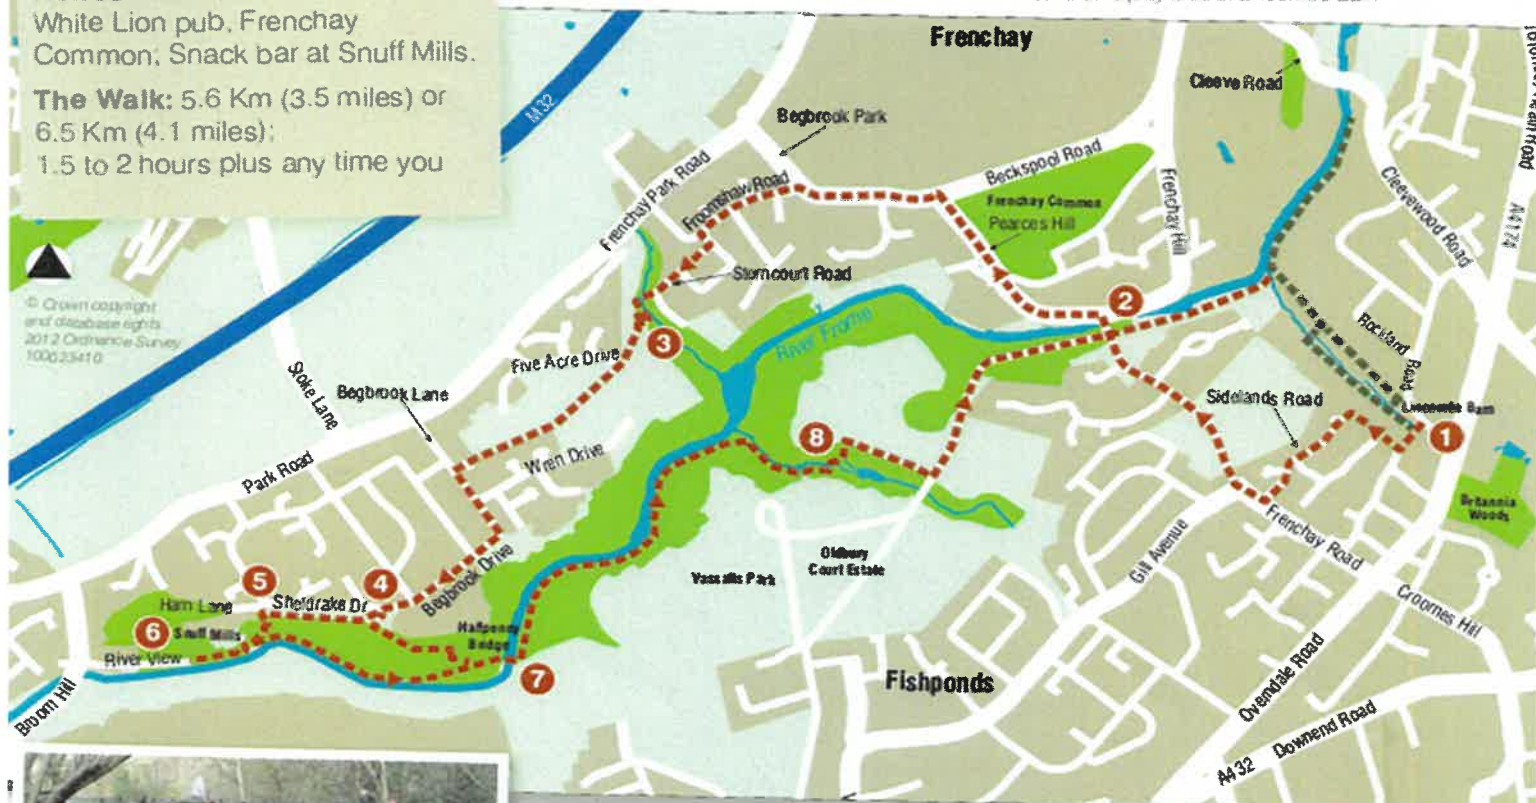 White Lion pub, Frenchay
Common; Snack bar at Snuff Mills.
The Walk: 5.6 Km (3.5 miles) or
6.5 Km (4.1 miles);
1.5 to 2 hours plus any time you
© Crown copyright
and database rights
2012 Ordnance Survey
100023410
M32
Frenchay
Cleeve Road
Begbrook Park
Beckspool Road
Frenchay Park Road
Froomshaw Road
Frenchay Common
Pearces Hill
Frenchay Hill
Cleevewood Road
A4174
Sterncourt Road
2
River Frome
Rockland Road
3
Five Acre Drive
Stoke Lane
Begbrook Lane
Sidelands Road
Lincombe Barn
1
8
Wren Drive
Park Road
Britannia
Woods
Frenchay Road
Gill Avenue
Oldbury
Court Estate
Vassalls Park
Begbrook Drive
5
4
Ham Lane
Sheldrake Dr
Croomes Hill
6
Snuff Mills
Halfpenny
Bridge
River View
7
Fishponds
Broom Hill
Overndale Road
A432
Downend Road